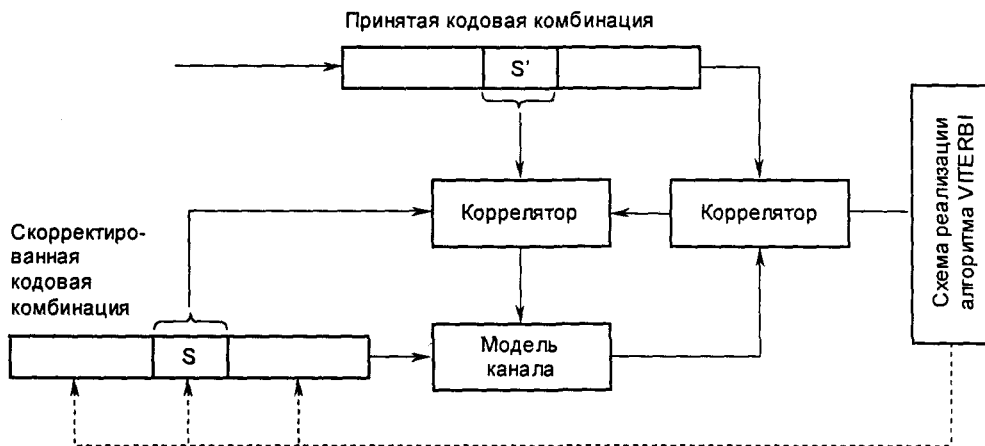 Принятая кодовая комбинация
S'
Коррелятор
Коррелятор
Схема реализации
алгоритма VITERBI
Скорректиро-
ванная
кодовая
комбинация
S
Модель
канала